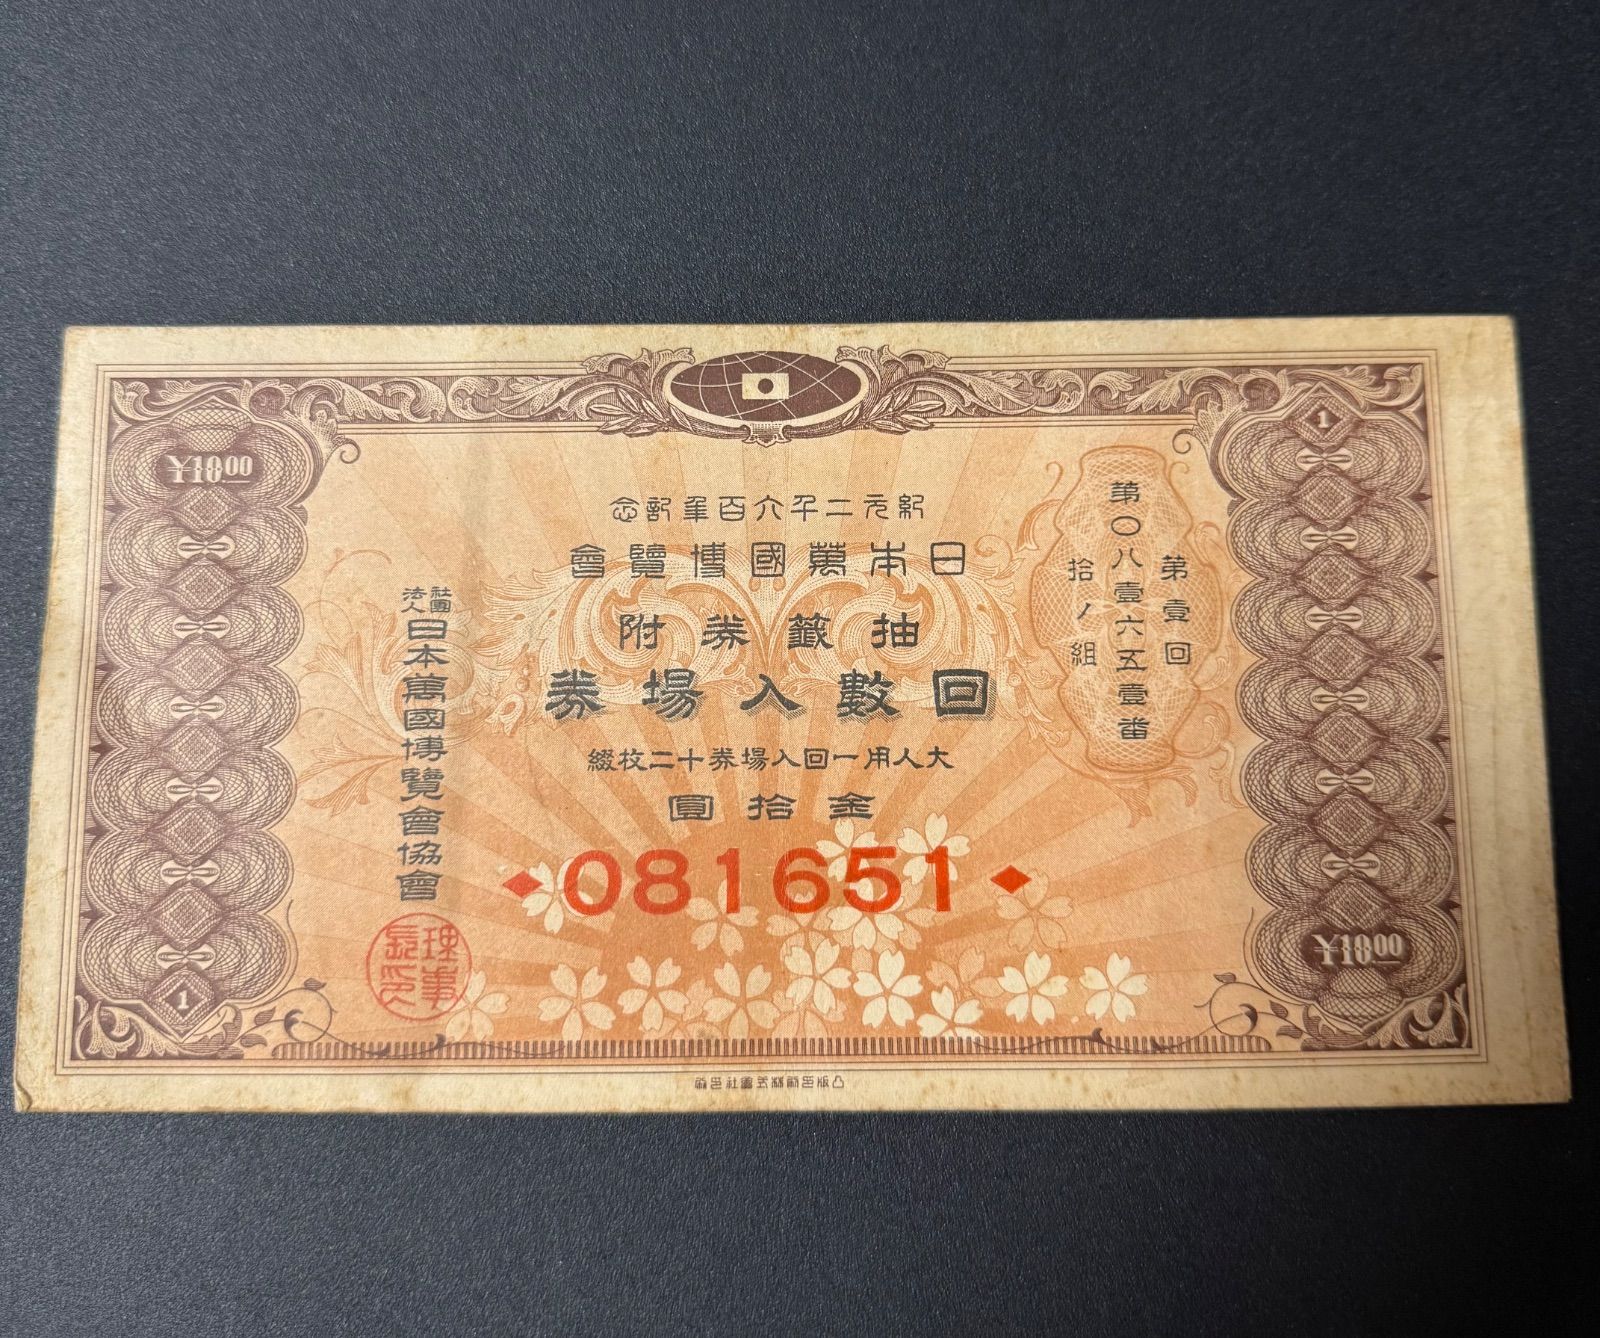 ¥10.00
1
紀元二千六百年記念
日本萬國博覽會
抽籤券附
回數入場券
大人用一回入場券十二枚綴
金拾圓
◆081651◆
第壹回
第〇八壹六五壹番
拾ノ組
社團法人日本萬國博覽會協會
理事長印
1
¥10.00
凸版印刷株式會社印刷